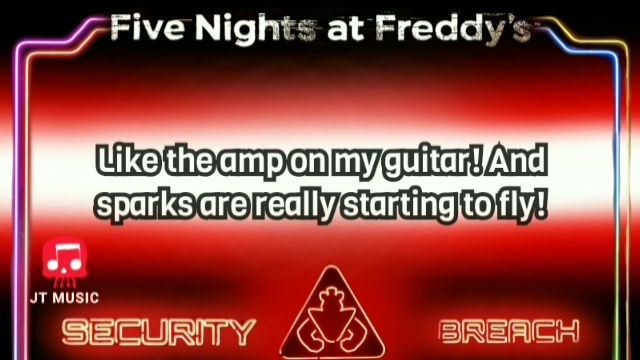 Five Nights at Freddy's
Like the amp on my guitar! And
sparks are really starting to fly!
JT MUSIC
SECURITY
BREACH